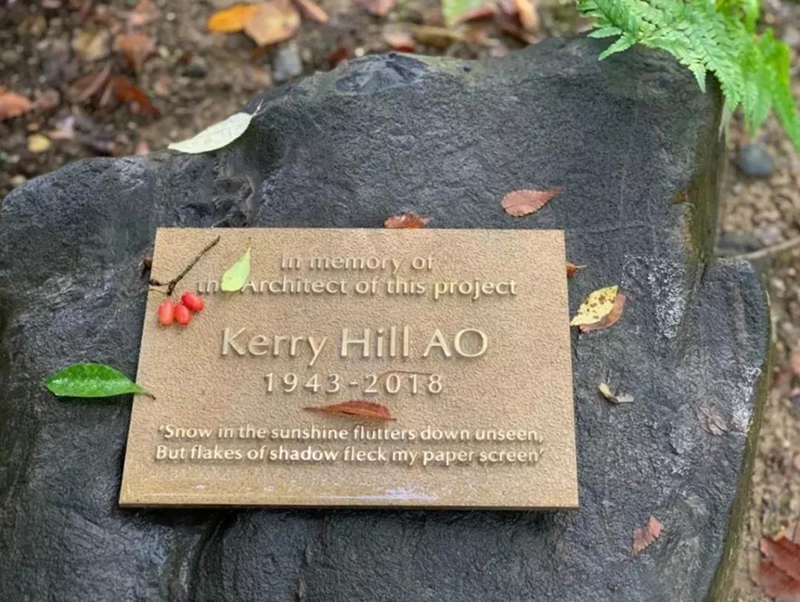 In memory of
the Architect of this project
Kerry Hill AO
1943-2018
'Snow in the sunshine flutters down unseen,
But flakes of shadow fleck my paper screen'